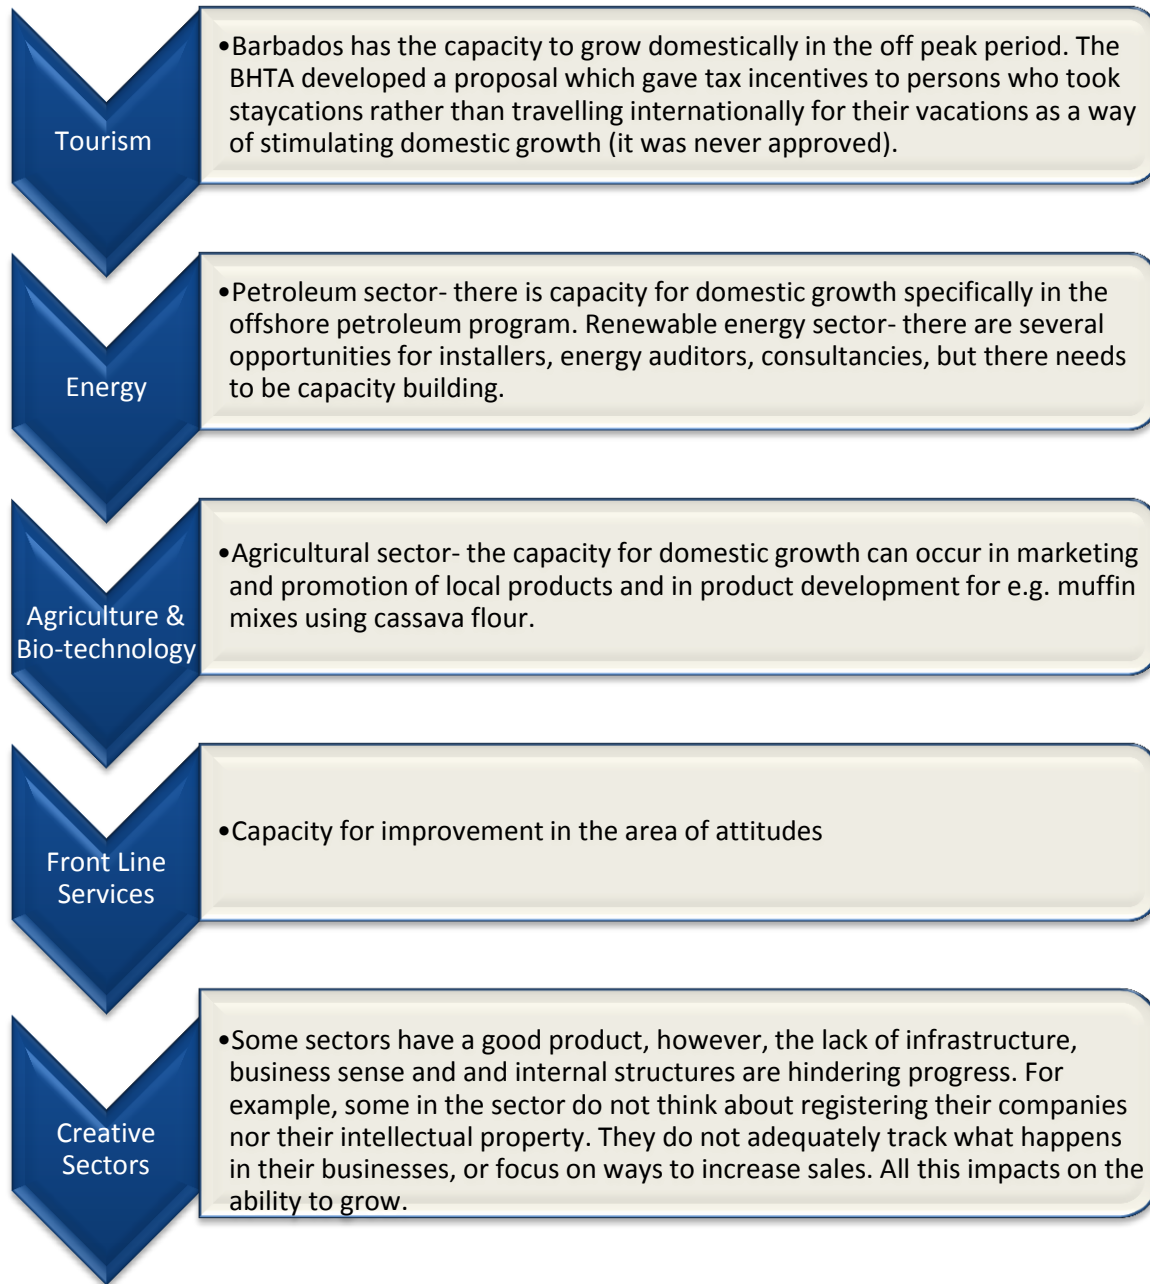 Tourism
•Barbados has the capacity to grow domestically in the off peak period. The
BHTA developed a proposal which gave tax incentives to persons who took
staycations rather than travelling internationally for their vacations as a way
of stimulating domestic growth (it was never approved).
Energy
•Petroleum sector- there is capacity for domestic growth specifically in the
offshore petroleum program. Renewable energy sector- there are several
opportunities for installers, energy auditors, consultancies, but there needs
to be capacity building.
Agriculture &
Bio-technology
•Agricultural sector- the capacity for domestic growth can occur in marketing
and promotion of local products and in product development for e.g. muffin
mixes using cassava flour.
Front Line
Services
•Capacity for improvement in the area of attitudes
Creative
Sectors
•Some sectors have a good product, however, the lack of infrastructure,
business sense and and internal structures are hindering progress. For
example, some in the sector do not think about registering their companies
nor their intellectual property. They do not adequately track what happens
in their businesses, or focus on ways to increase sales. All this impacts on the
ability to grow.